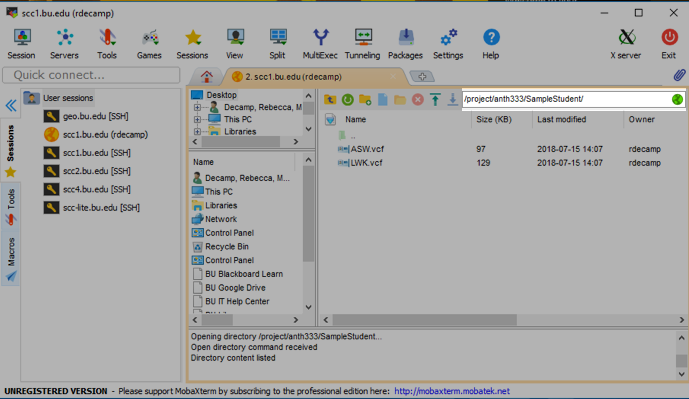 scc1.bu.edu (rdecamp)
Session Servers Tools Games Sessions View Split MultiExec Tunneling Packages Settings Help X server Exit
Quick connect...
2. scc1.bu.edu (rdecamp)
Sessions
Tools
Macros
User sessions
geo.bu.edu [SSH]
scc1.bu.edu (rdecamp)
scc1.bu.edu [SSH]
scc2.bu.edu [SSH]
scc4.bu.edu [SSH]
scc-lite.bu.edu [SSH]
Desktop
Decamp, Rebecca, M...
This PC
Libraries
Name
Decamp, Rebecca, M...
This PC
Libraries
Network
Control Panel
Recycle Bin
Control Panel
BU Blackboard Learn
BU Google Drive
BU IT Help Center
/project/anth333/SampleStudent/
Name Size (KB) Last modified Owner
..
ASW.vcf 97 2018-07-15 14:07 rdecamp
LWK.vcf 129 2018-07-15 14:07 rdecamp
Opening directory /project/anth333/SampleStudent...
Open directory command received
Directory content listed
UNREGISTERED VERSION - Please support MobaXterm by subscribing to the professional edition here: http://mobaxterm.mobatek.net